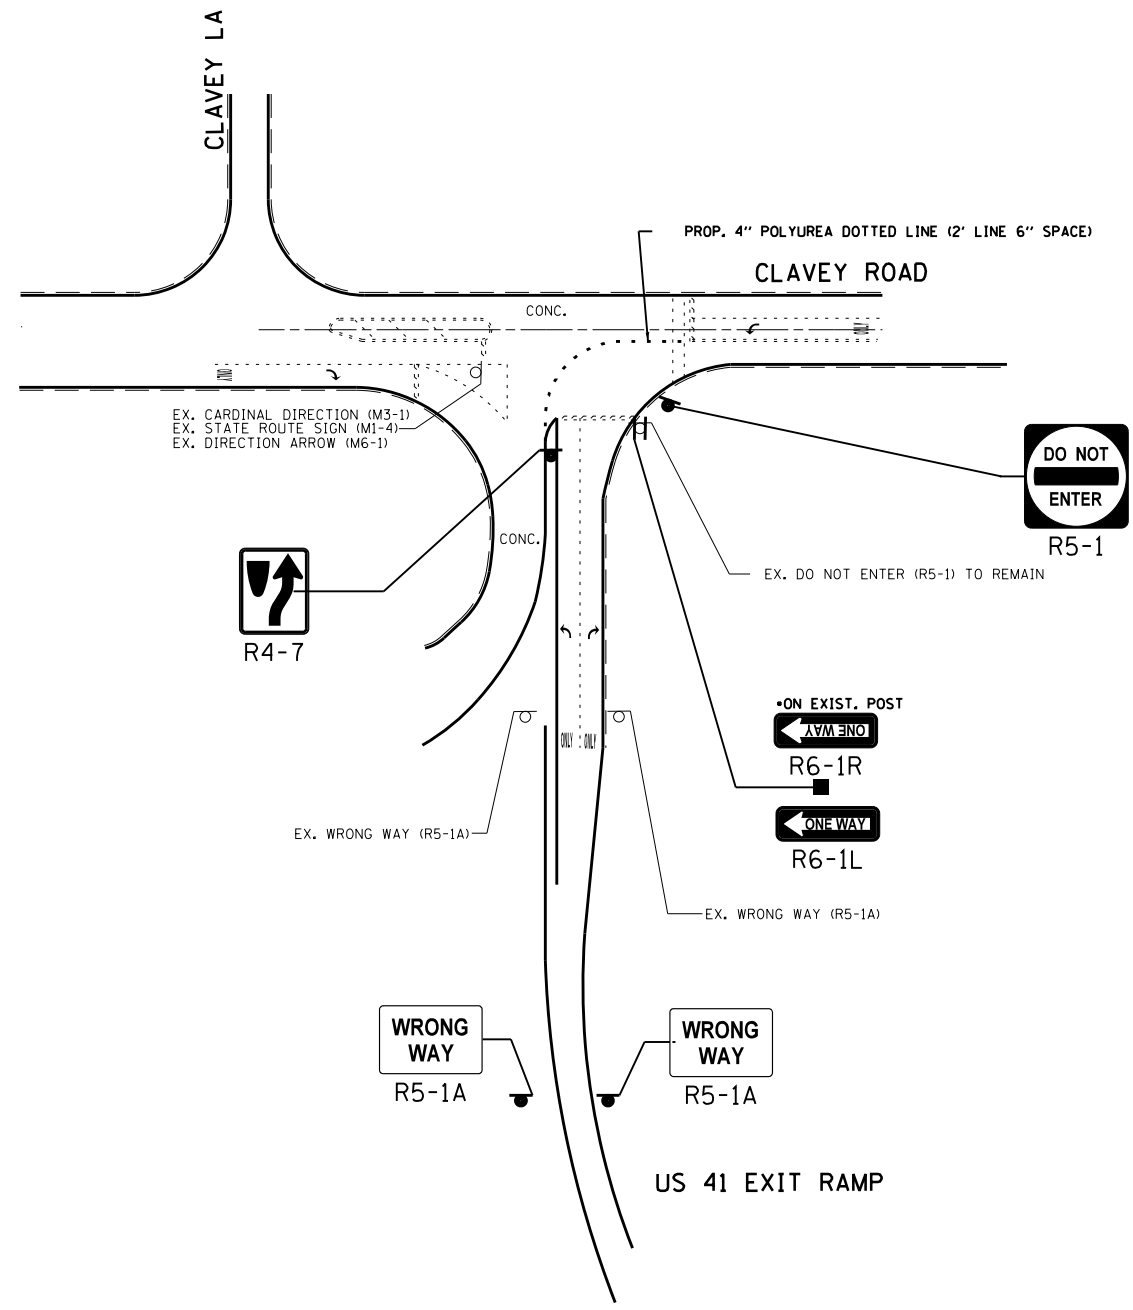 CLAVEY LA
PROP. 4" POLYUREA DOTTED LINE (2' LINE 6" SPACE)
CLAVEY ROAD
CONC.
EX. CARDINAL DIRECTION (M3-1)
EX. STATE ROUTE SIGN (M1-4)
EX. DIRECTION ARROW (M6-1)
DO NOT
ENTER
R5-1
CONC.
EX. DO NOT ENTER (R5-1) TO REMAIN
R4-7
*ON EXIST. POST
ONE WAY
R6-1R
ONLY
ONLY
ONE WAY
R6-1L
EX. WRONG WAY (R5-1A)
EX. WRONG WAY (R5-1A)
WRONG
WAY
R5-1A
WRONG
WAY
R5-1A
US 41 EXIT RAMP